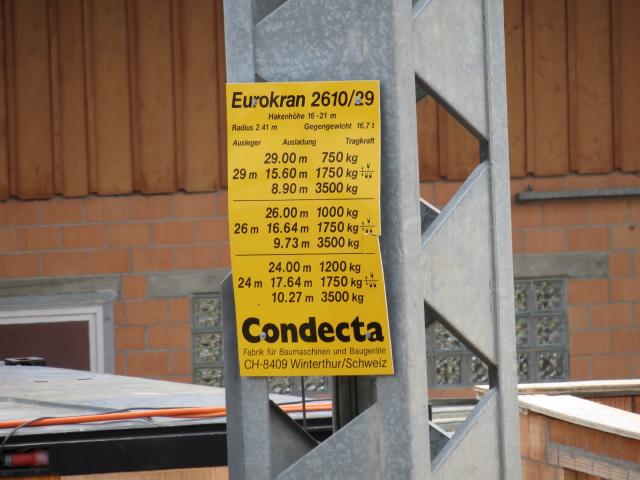 Eurokran 2610/29
Hakenhöhe 16-21 m
Radius 2.41 m Gegengewicht 16.7 t
Ausleger Ausladung Tragkraft
29.00 m 750 kg
29 m 15.60 m 1750 kg
8.90 m 3500 kg
26.00 m 1000 kg
26 m 16.64 m 1750 kg
9.73 m 3500 kg
24.00 m 1200 kg
24 m 17.64 m 1750 kg
10.27 m 3500 kg
Condecta
Fabrik für Baumaschinen und Baugeräte
CH-8409 Winterthur/Schweiz